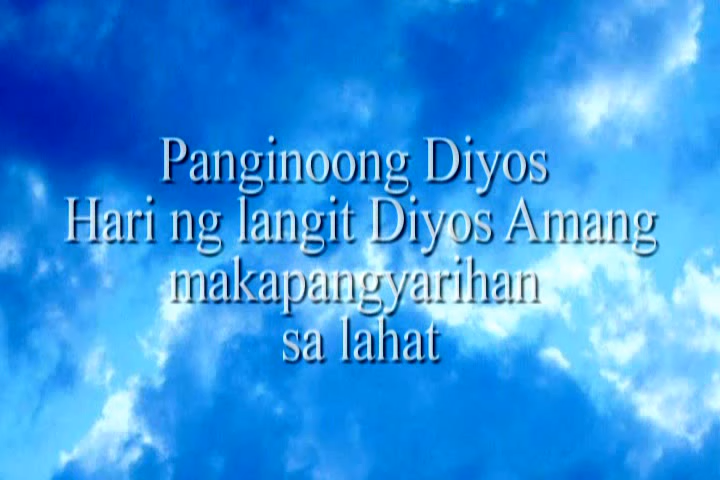 Panginoong Diyos
Hari ng langit Diyos Amang
makapangyarihan
sa lahat